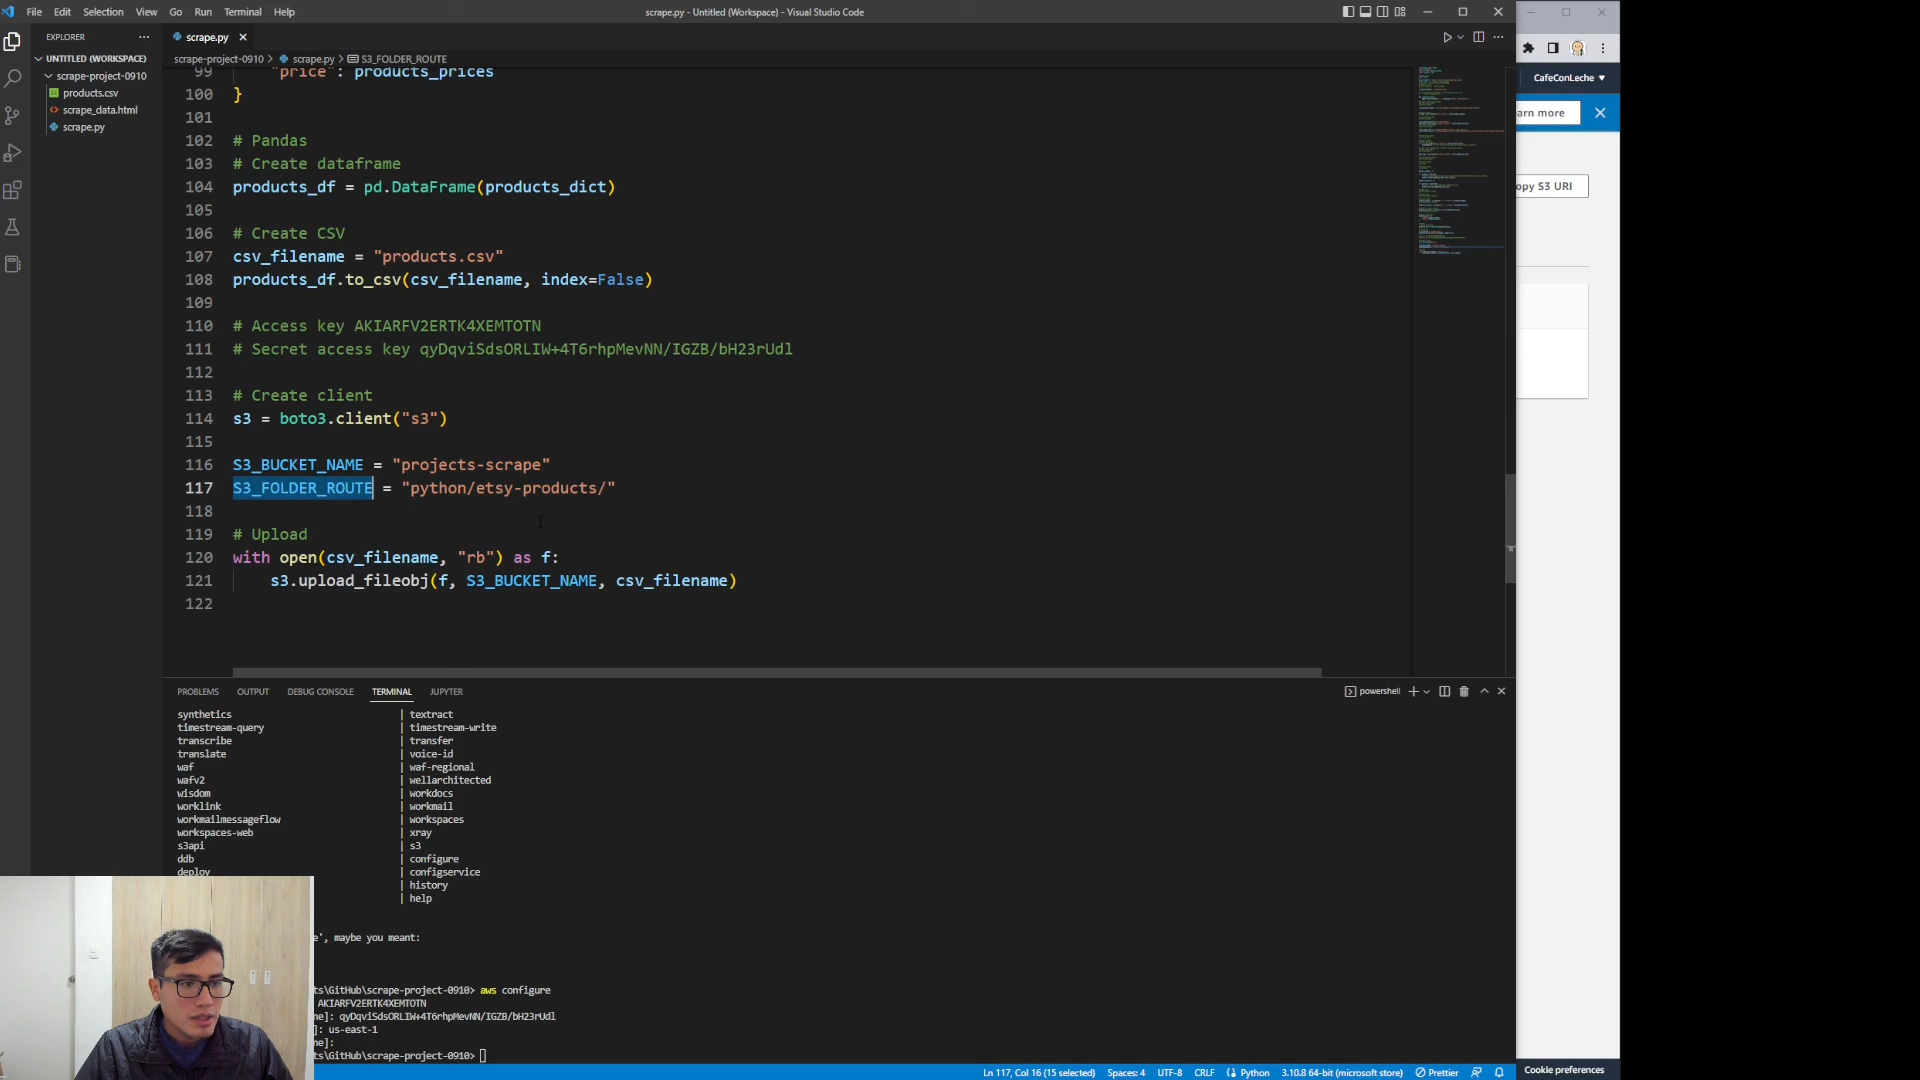 File Edit Selection View Go Run Terminal Help
scrape.py - Untitled (Workspace) - Visual Studio Code
EXPLORER
UNTITLED (WORKSPACE)
scrape-project-0910
products.csv
scrape_data.html
scrape.py
scrape.py
scrape-project-0910 > scrape.py > S3_FOLDER_ROUTE
99 "price": products_prices
100 }
101
102 # Pandas
103 # Create dataframe
104 products_df = pd.DataFrame(products_dict)
105
106 # Create CSV
107 csv_filename = "products.csv"
108 products_df.to_csv(csv_filename, index=False)
109
110 # Access key AKIARFV2ERTK4XEMTOTN
111 # Secret access key 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
112
113 # Create client
114 s3 = boto3.client("s3")
115
116 S3_BUCKET_NAME = "projects-scrape"
117 S3_FOLDER_ROUTE = "python/etsy-products/"
118
119 # Upload
120 with open(csv_filename, "rb") as f:
121 s3.upload_fileobj(f, S3_BUCKET_NAME, csv_filename)
122
PROBLEMS OUTPUT DEBUG CONSOLE TERMINAL JUPYTER
powershell
synthetics | textract
timestream-query | timestream-write
transcribe | transfer
translate | voice-id
waf | waf-regional
wafv2 | wellarchitected
wisdom | workdocs
worklink | workmail
workmailmessageflow | workspaces
workspaces-web | xray
s3api | s3
ddb | configure
deploy | configservice
| history
| help
e', maybe you meant:
ts\GitHub\scrape-project-0910> aws configure
AKIARFV2ERTK4XEMTOTN
ne]: qyDqviSdsORLIW+4T6rhpMevNN/IGZB/bH23rUdl
]: us-east-1
ne]:
ts\GitHub\scrape-project-0910>
Ln 117, Col 16 (15 selected) Spaces: 4 UTF-8 CRLF Python 3.10.8 64-bit (microsoft store) Prettier
CafeConLeche
arn more
opy S3 URI
Cookie preferences